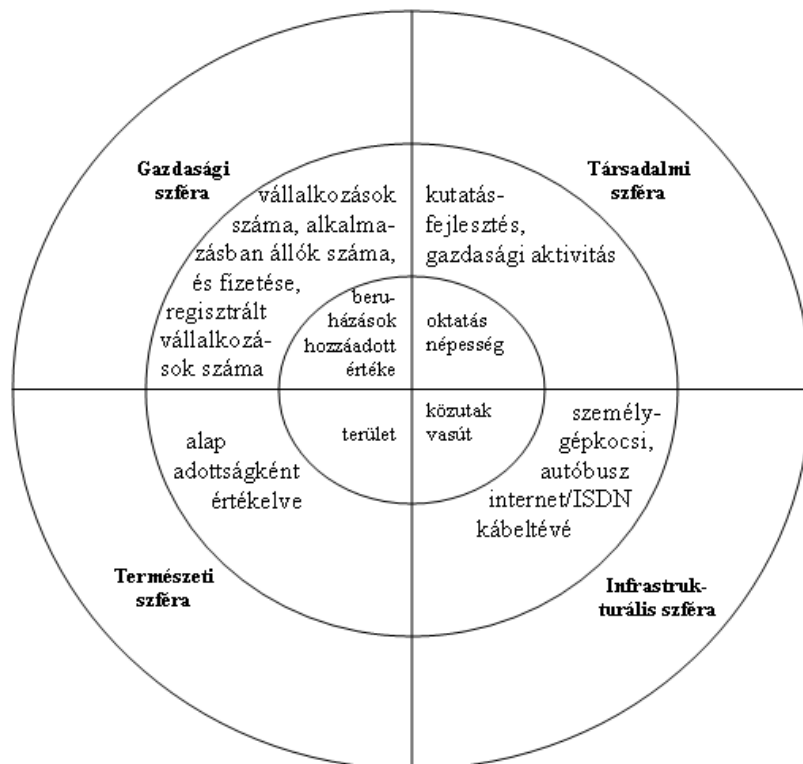 Gazdasági
szféra
Társadalmi
szféra
vállalkozások
száma, alkalma-
zásban állók száma,
és fizetése,
regisztrált
vállalkozá-
sok száma
kutatás-
fejlesztés,
gazdasági aktivitás
beru-
házások
hozzáadott
értéke
oktatás
népesség
terület
közutak
vasút
alap
adottságként
értékelve
személy-
gépkocsi,
autóbusz
internet/ISDN
kábeltévé
Természeti
szféra
Infrastruk-
turális szféra